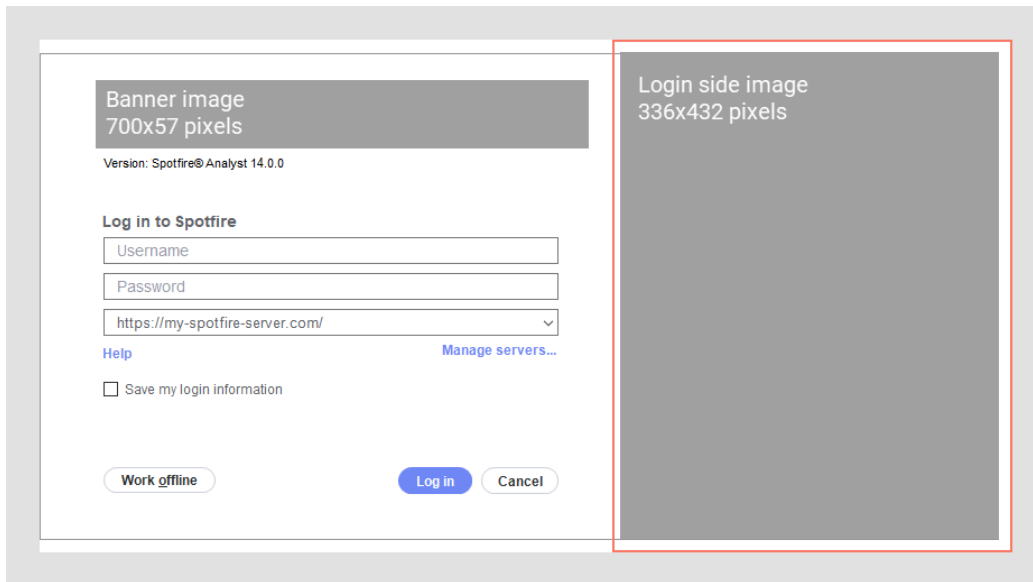 Banner image
700x57 pixels
Version: Spotfire® Analyst 14.0.0
Log in to Spotfire
Username
Password
https://my-spotfire-server.com/
Help
Manage servers...
Save my login information
Work offline
Log in
Cancel
Login side image
336x432 pixels